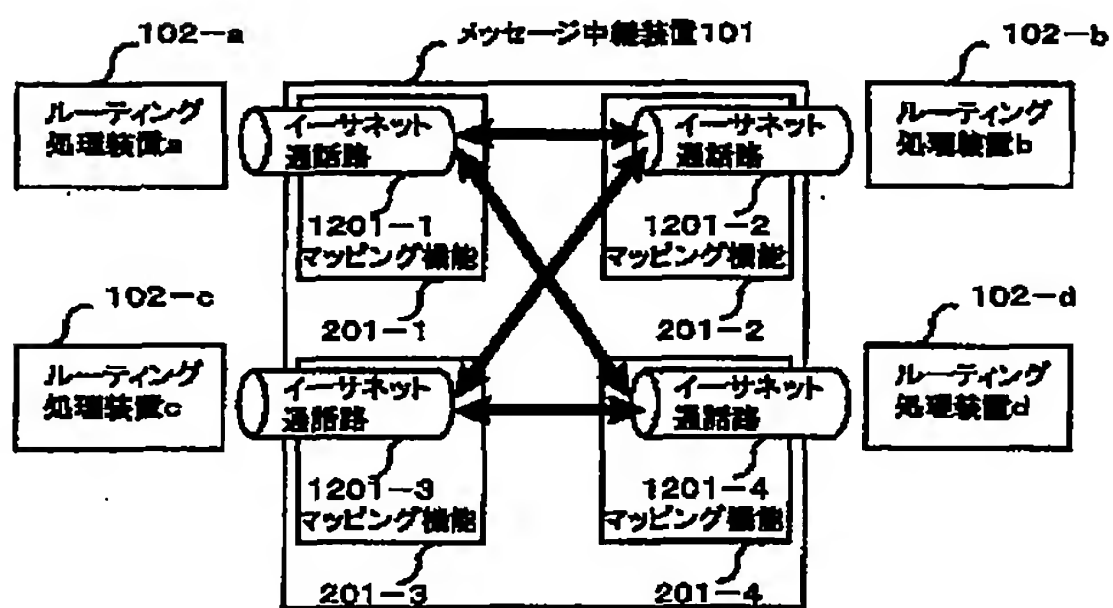 102-a
メッセージ中継装置101
102-b
ルーティング
処理装置a
イーサネット
通話路
イーサネット
通話路
ルーティング
処理装置b
1201-1
マッピング機能
1201-2
マッピング機能
201-1
201-2
102-c
102-d
ルーティング
処理装置c
イーサネット
通話路
イーサネット
通話路
ルーティング
処理装置d
1201-3
マッピング機能
1201-4
マッピング機能
201-3
201-4